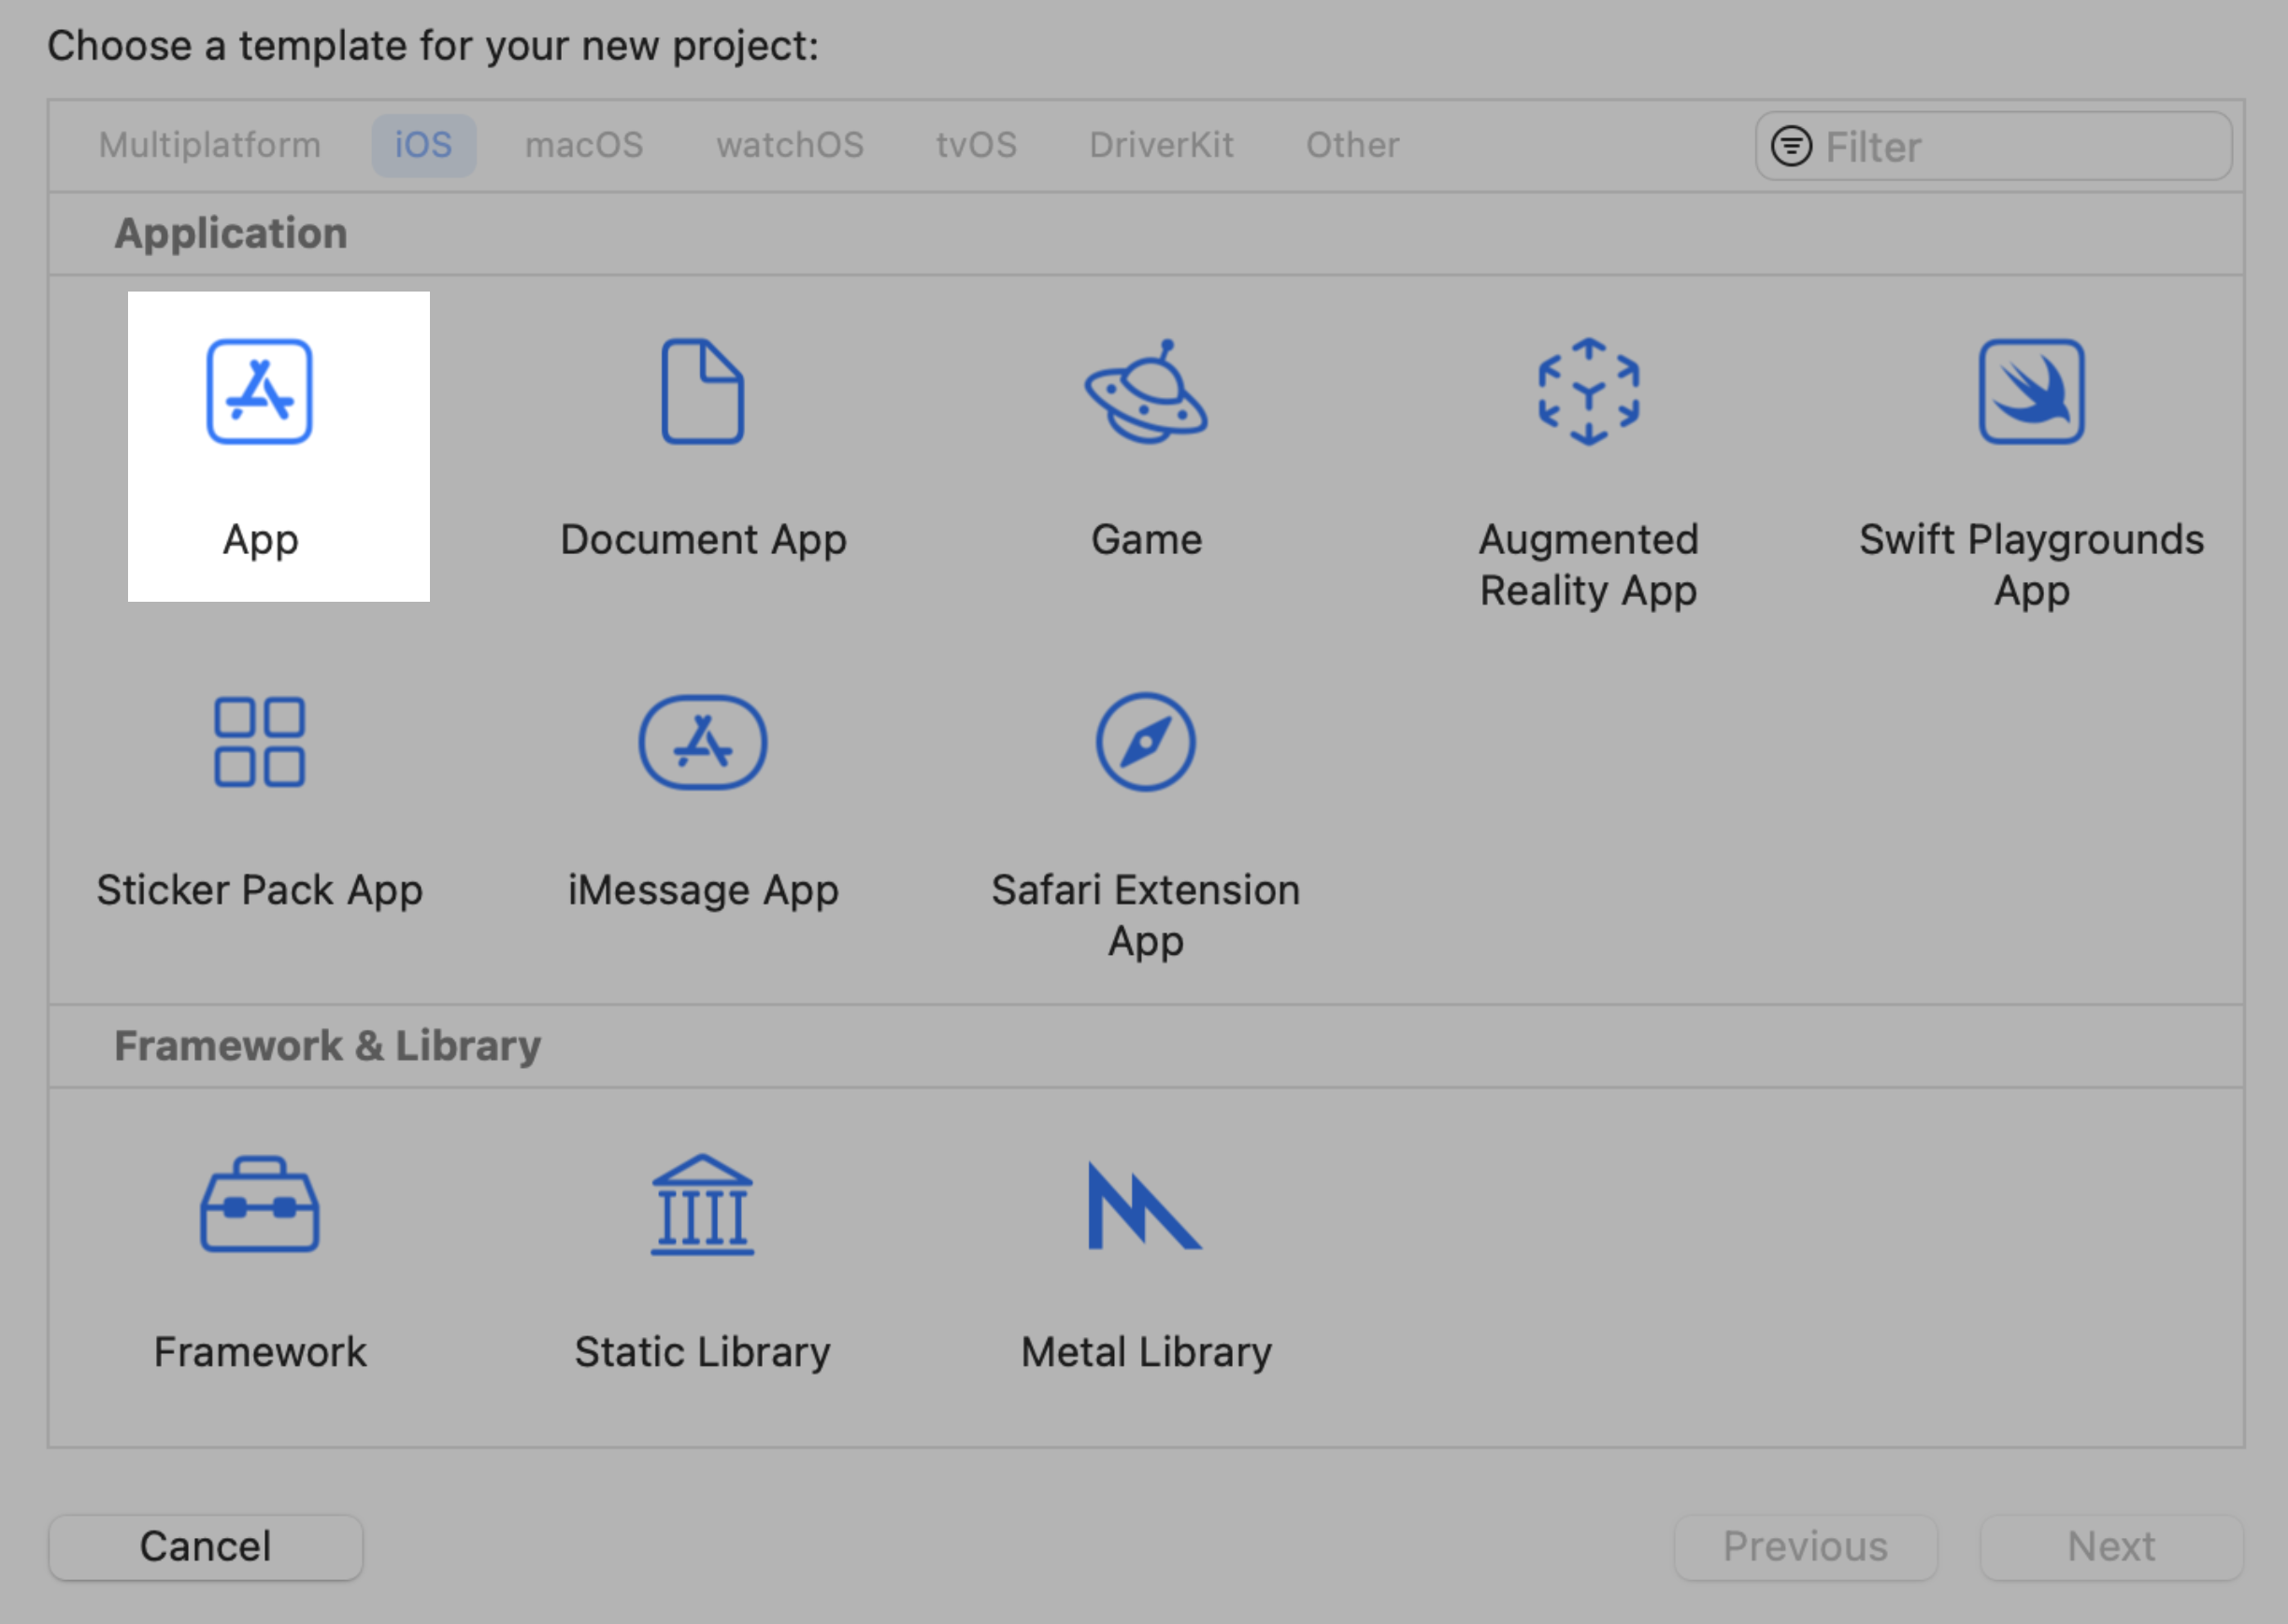 Choose a template for your new project:
Multiplatform iOS macOS watchOS tvOS DriverKit Other Filter
Application
App Document App Game Augmented Reality App Swift Playgrounds App
Sticker Pack App iMessage App Safari Extension App
Framework & Library
Framework Static Library Metal Library
Cancel Previous Next